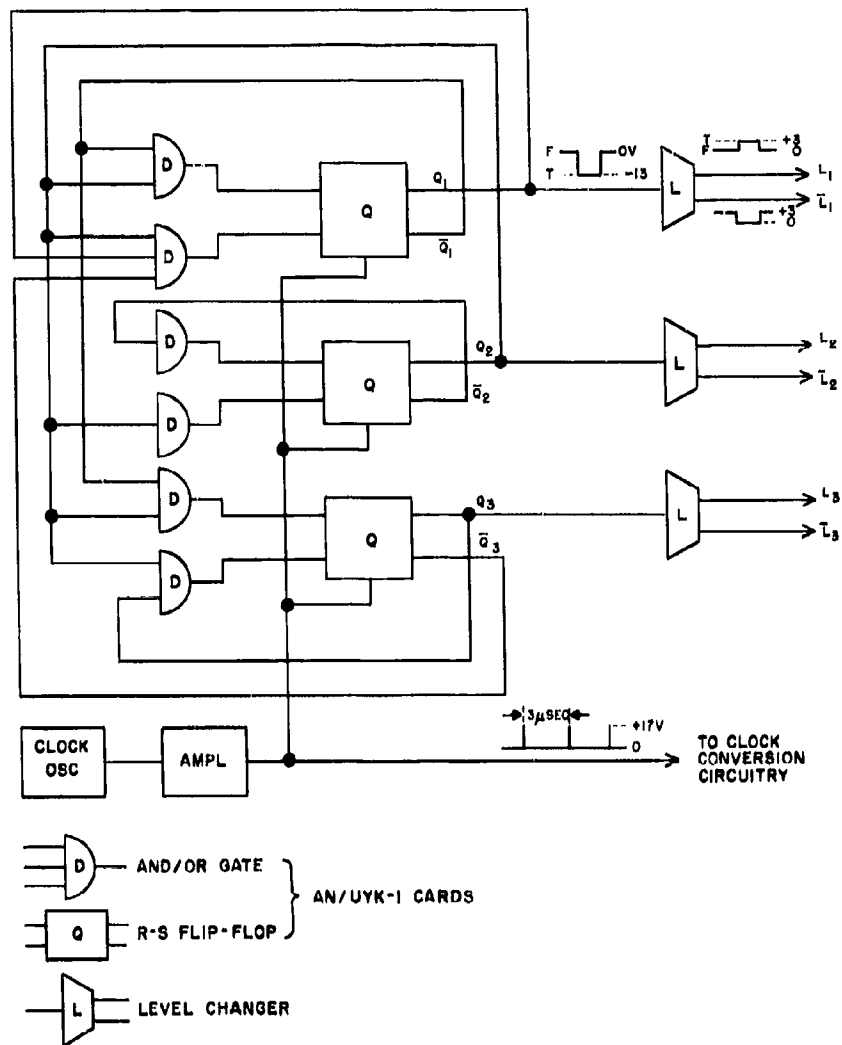 D
D
Q
Q₁
Q̄₁
F
T
0V
-13
L
T
F
+3
0
L₁
L̄₁
+3
0
D
D
Q
Q₂
Q̄₂
L
L₂
L̄₂
D
D
Q
Q₃
Q̄₃
L
L₃
L̄₃
CLOCK
OSC
AMPL
3μSEC
+17V
0
TO CLOCK
CONVERSION
CIRCUITRY
D
AND/OR GATE
AN/UYK-1 CARDS
Q
R-S FLIP-FLOP
L
LEVEL CHANGER